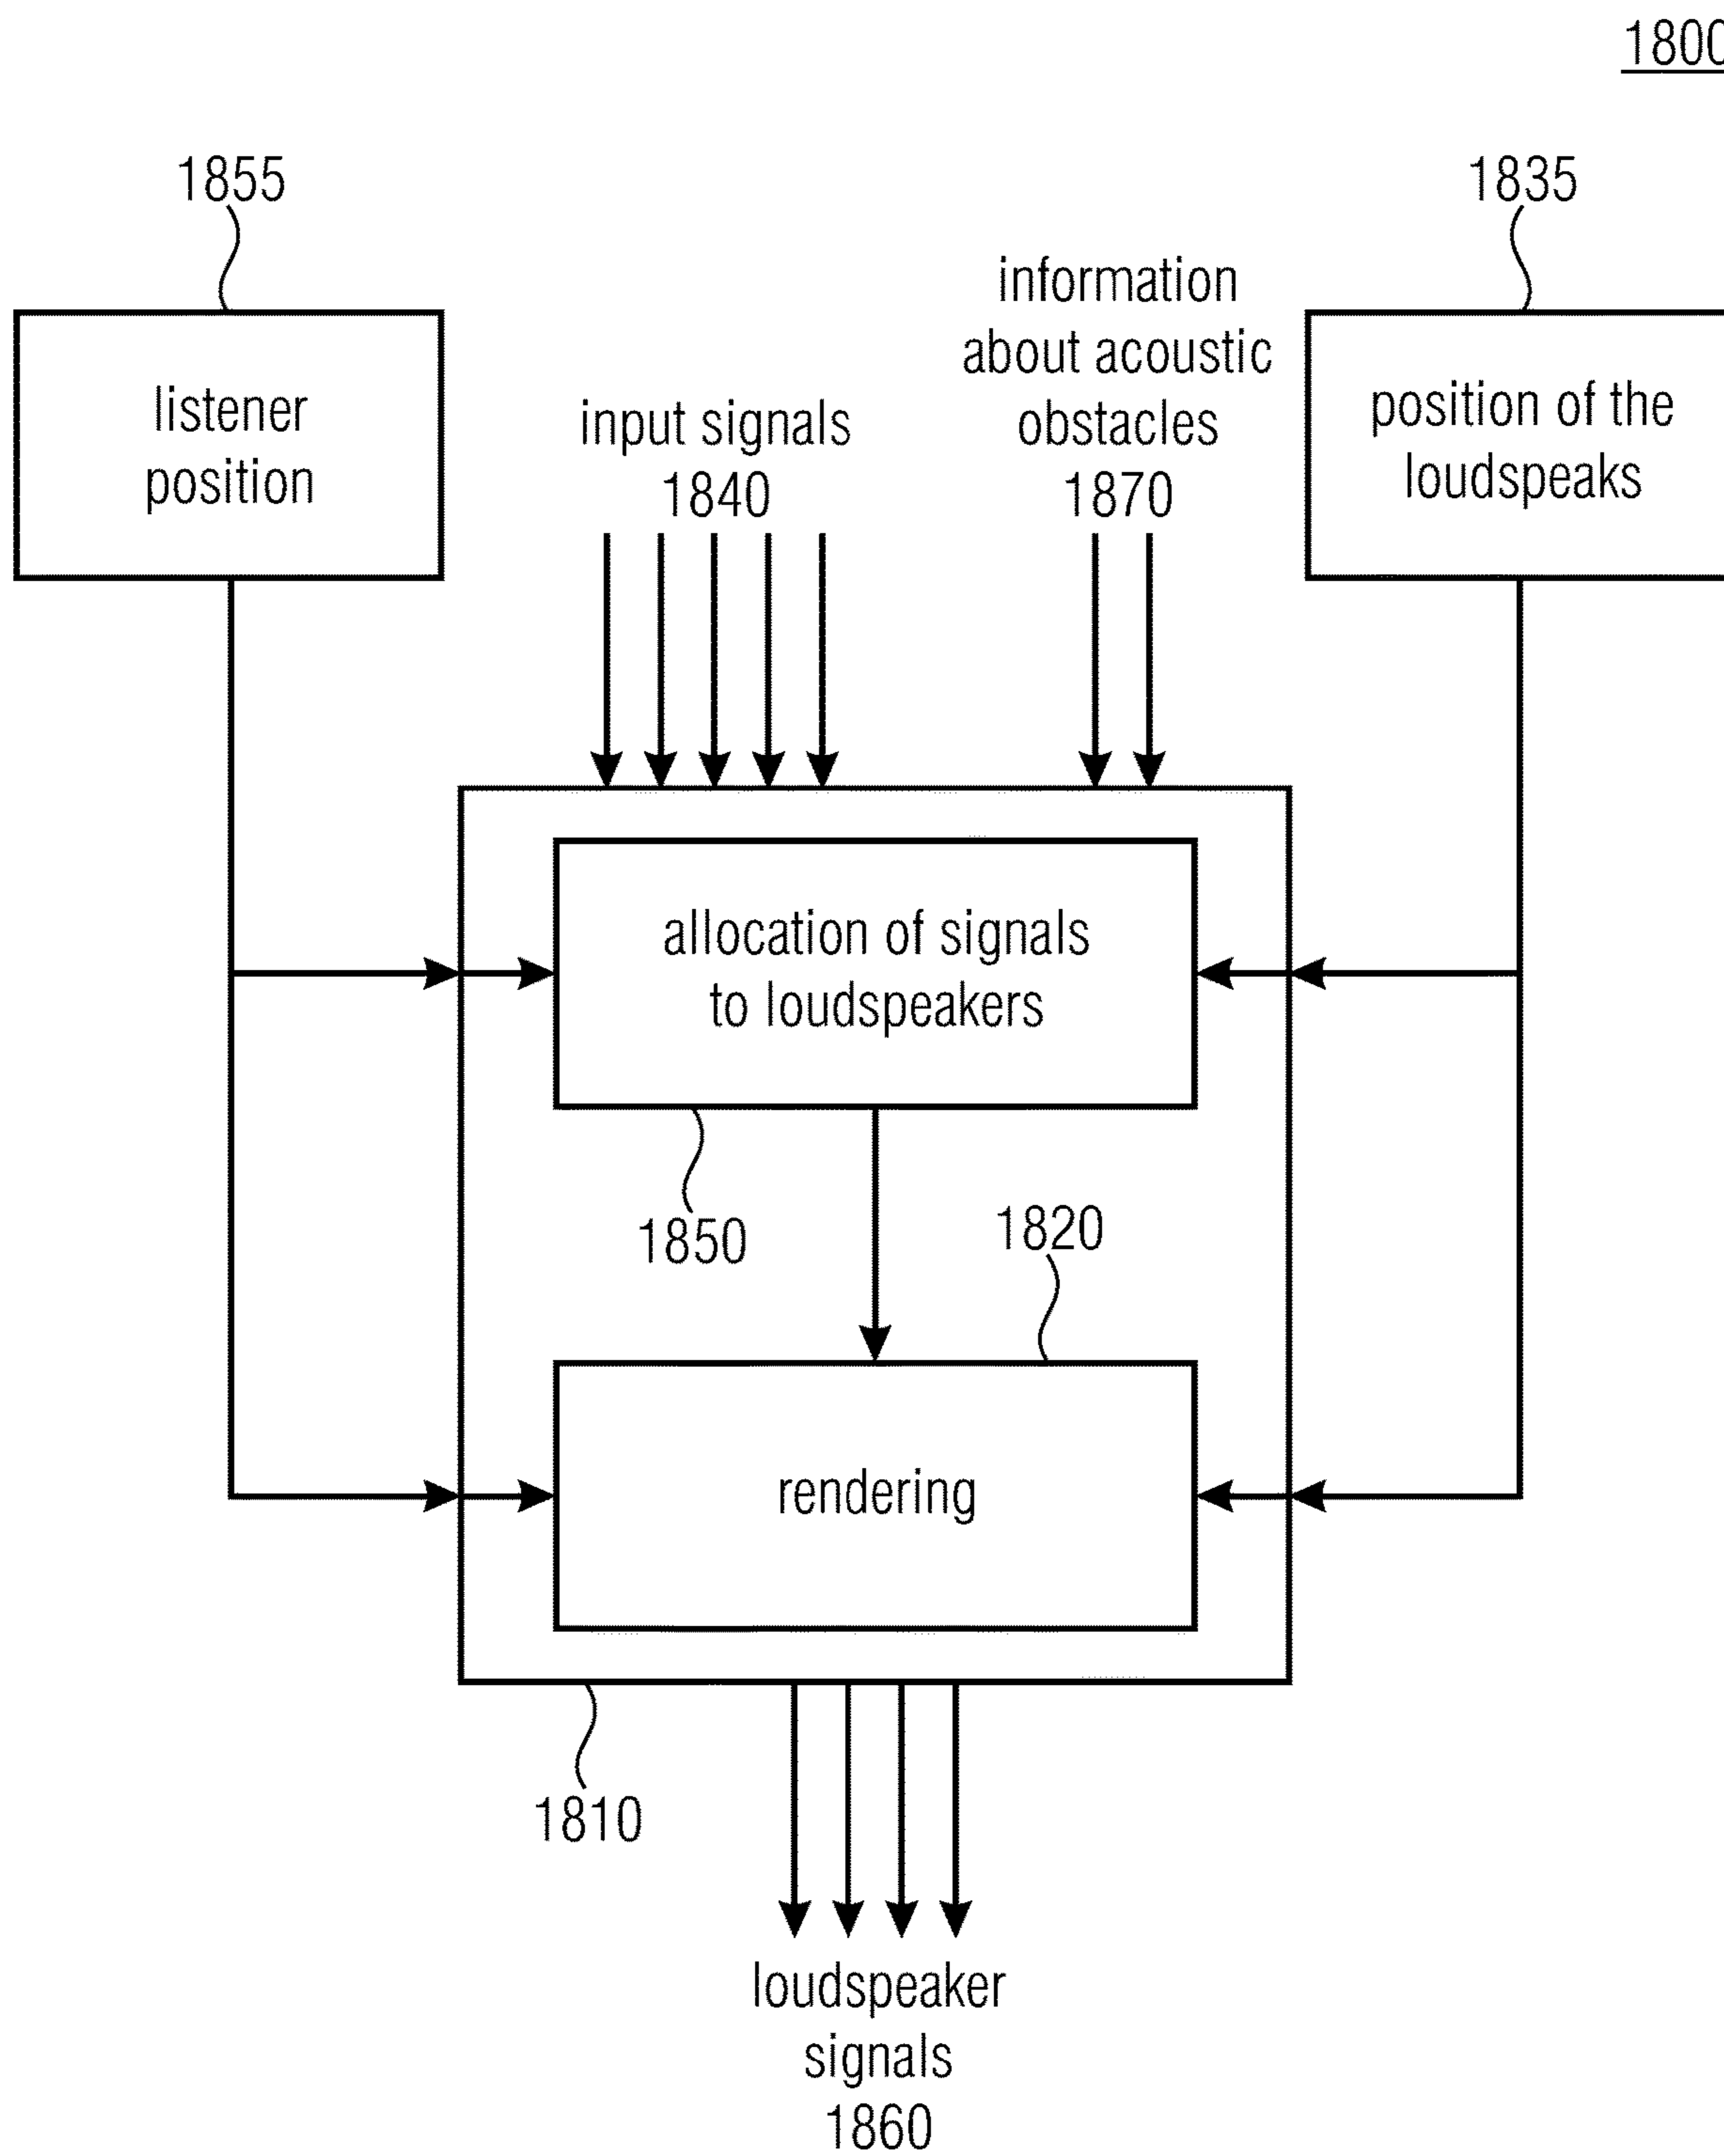 1800
1855
1835
information
about acoustic
obstacles
1870
listener
position
input signals
1840
position of the
loudspeaks
allocation of signals
to loudspeakers
1850
1820
rendering
1810
loudspeaker
signals
1860